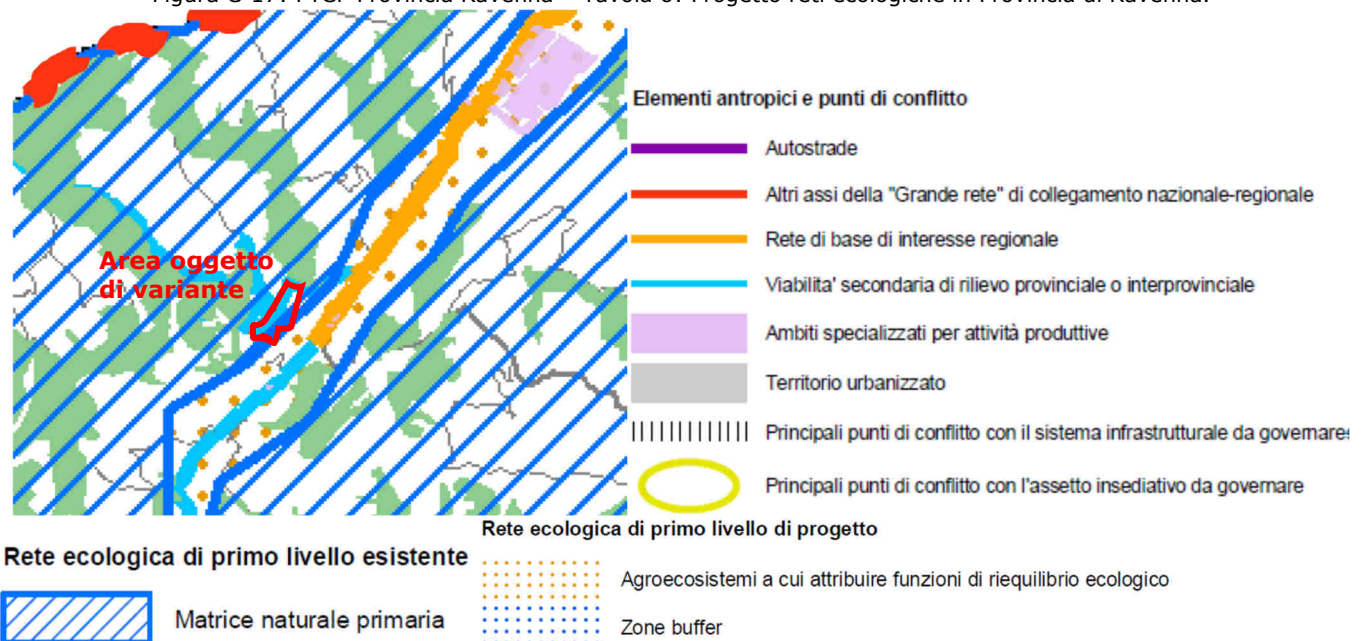 Elementi antropici e punti di conflitto
Autostrade
Altri assi della "Grande rete" di collegamento nazionale-regionale
Rete di base di interesse regionale
Viabilita' secondaria di rilievo provinciale o interprovinciale
Ambiti specializzati per attività produttive
Territorio urbanizzato
Principali punti di conflitto con il sistema infrastrutturale da governare
Principali punti di conflitto con l'assetto insediativo da governare
Area oggetto
di variante
Rete ecologica di primo livello di progetto
Agroecosistemi a cui attribuire funzioni di riequilibrio ecologico
Zone buffer
Rete ecologica di primo livello esistente
Matrice naturale primaria